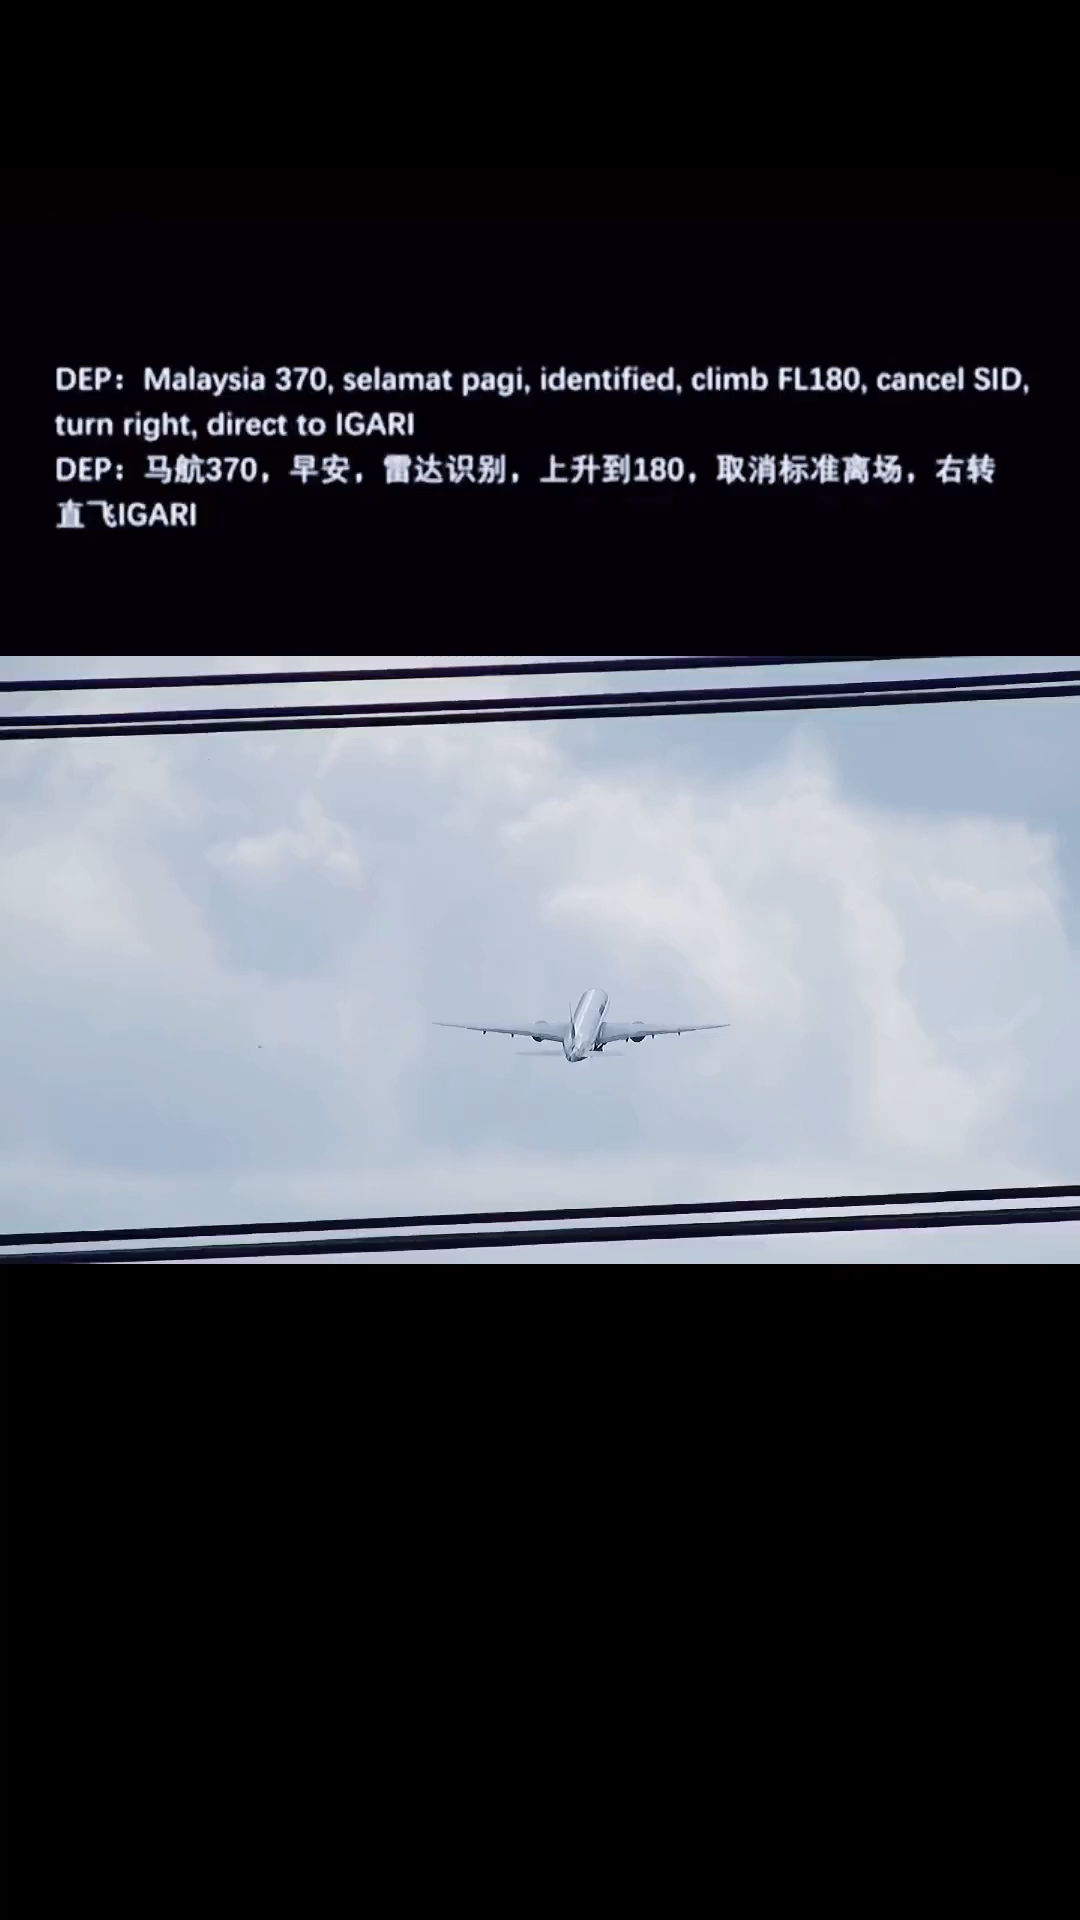 DEP：Malaysia 370, selamat pagi, identified, climb FL180, cancel SID,
turn right, direct to IGARI
DEP：马航370，早安，雷达识别，上升到180，取消标准离场，右转
直飞IGARI